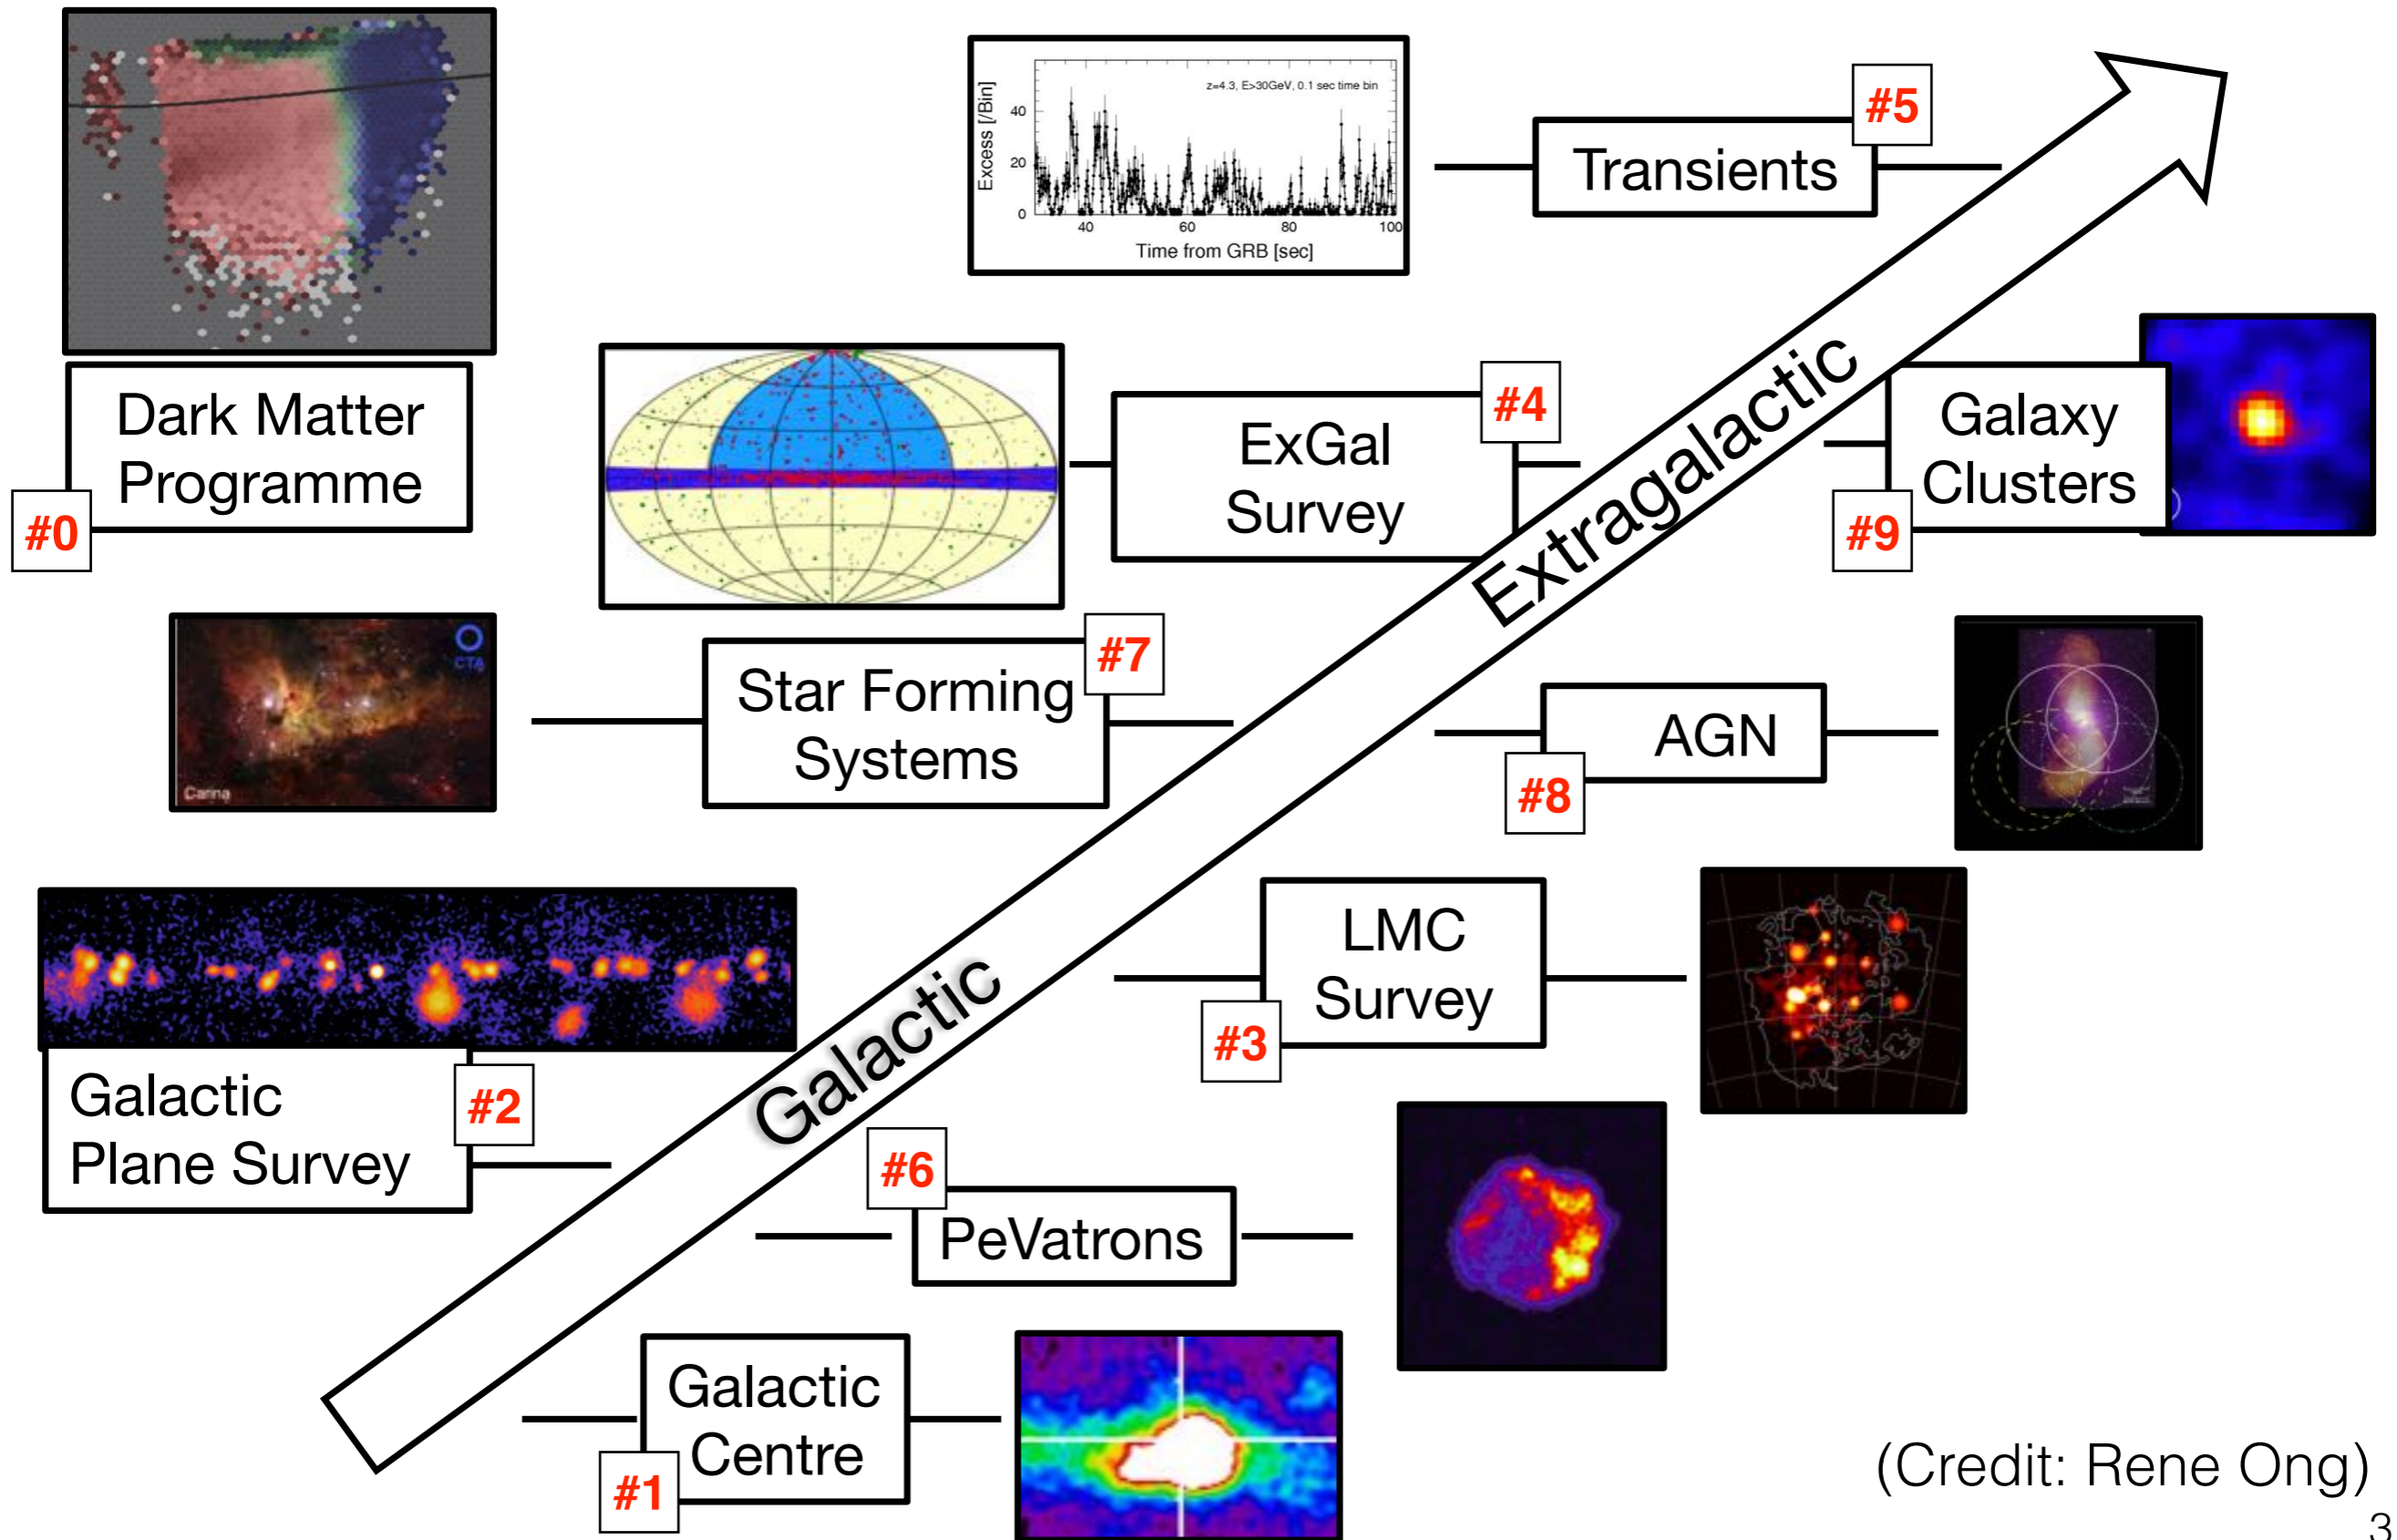 z=4.3, E>30GeV, 0.1 sec time bin
Excess [/Bin]
40
20
0
40
60
80
100
Time from GRB [sec]
Transients
#5
Dark Matter
Programme
#0
ExGal
Survey
#4
Extragalactic
Galaxy
Clusters
#9
CTA
Carina
Star Forming
Systems
#7
AGN
#8
LMC
Survey
#3
Galactic
Plane Survey
#2
Galactic
#6
PeVatrons
Galactic
Centre
#1
(Credit: Rene Ong)
3